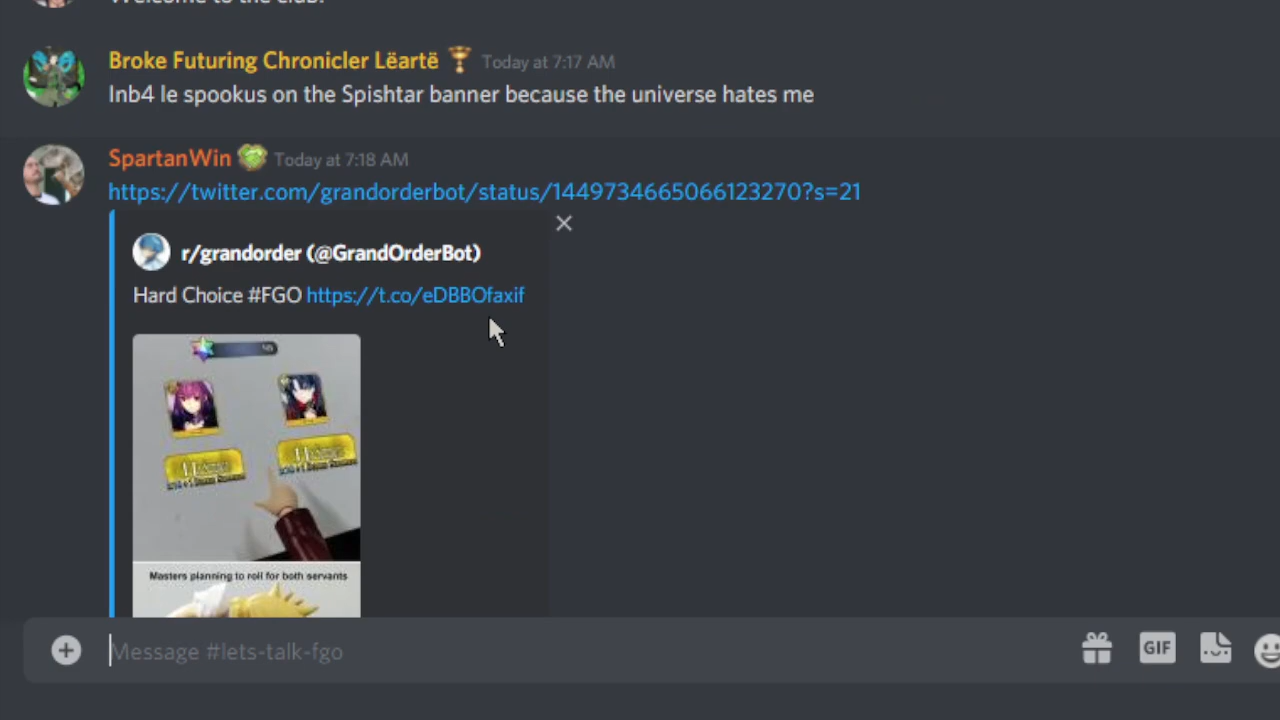 Welcome to the club!
Broke Futuring Chronicler Lëartë Today at 7:17 AM
Inb4 le spookus on the Spishtar banner because the universe hates me
SpartanWin Today at 7:18 AM
https://twitter.com/grandorderbot/status/1449734665066123270?s=21
r/grandorder (@GrandOrderBot)
Hard Choice #FGO https://t.co/eDBBOfaxif
Masters planning to roll for both servants
Message #lets-talk-fgo
GIF